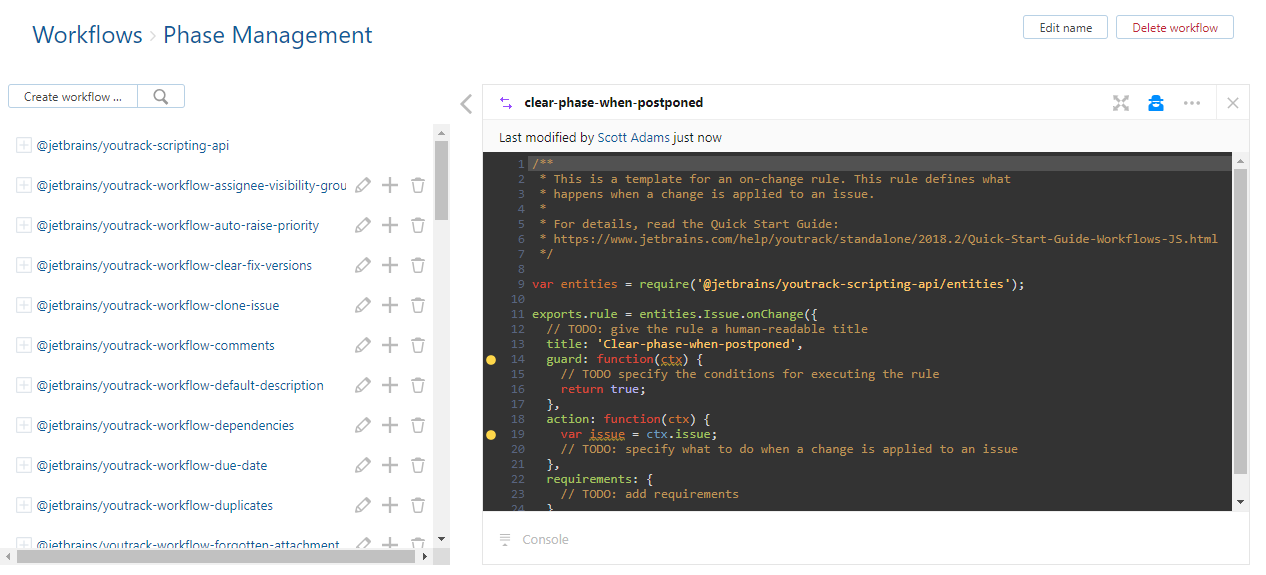 Workflows › Phase Management
Edit name
Delete workflow
Create workflow ...
@jetbrains/youtrack-scripting-api
@jetbrains/youtrack-workflow-assignee-visibility-grou
@jetbrains/youtrack-workflow-auto-raise-priority
@jetbrains/youtrack-workflow-clear-fix-versions
@jetbrains/youtrack-workflow-clone-issue
@jetbrains/youtrack-workflow-comments
@jetbrains/youtrack-workflow-default-description
@jetbrains/youtrack-workflow-dependencies
@jetbrains/youtrack-workflow-due-date
@jetbrains/youtrack-workflow-duplicates
@jetbrains/youtrack-workflow-forgotten-attachment
clear-phase-when-postponed
Last modified by Scott Adams just now
1 /**
2  * This is a template for an on-change rule. This rule defines what
3  * happens when a change is applied to an issue.
4  *
5  * For details, read the Quick Start Guide:
6  * https://www.jetbrains.com/help/youtrack/standalone/2018.2/Quick-Start-Guide-Workflows-JS.html
7  */
8
9 var entities = require('@jetbrains/youtrack-scripting-api/entities');
10
11 exports.rule = entities.Issue.onChange({
12   // TODO: give the rule a human-readable title
13   title: 'Clear-phase-when-postponed',
14   guard: function(ctx) {
15     // TODO specify the conditions for executing the rule
16     return true;
17   },
18   action: function(ctx) {
19     var issue = ctx.issue;
20     // TODO: specify what to do when a change is applied to an issue
21   },
22   requirements: {
23     // TODO: add requirements
24   }
Console